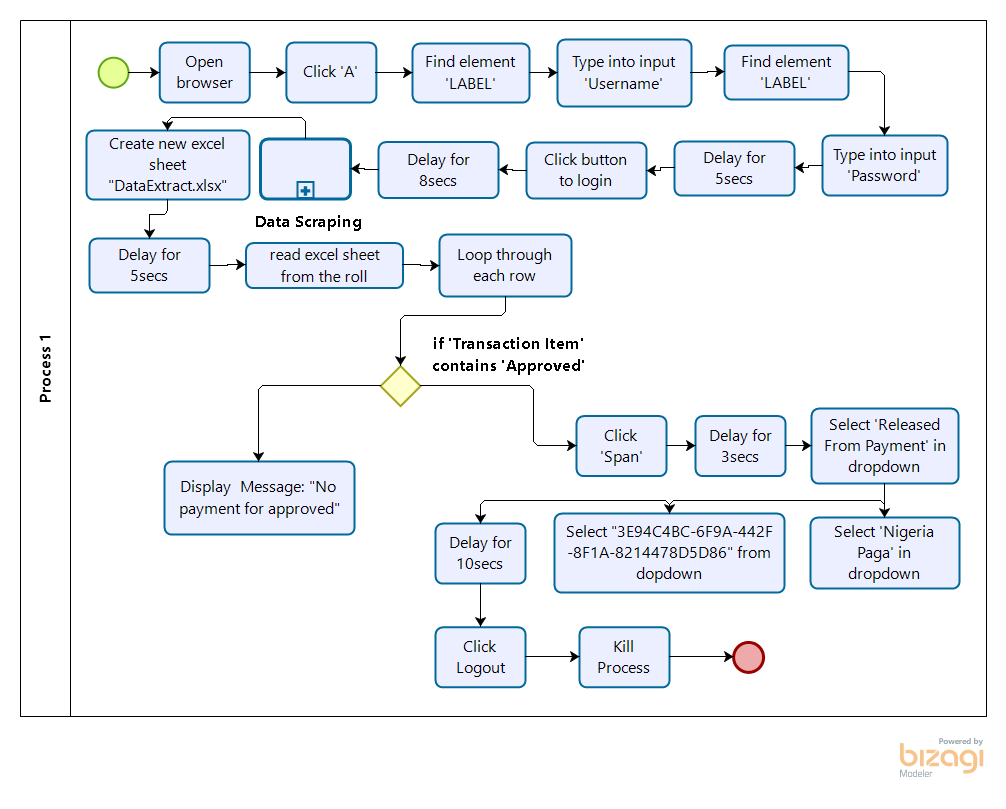 Process 1
Open
browser
Click 'A'
Find element
'LABEL'
Type into input
'Username'
Find element
'LABEL'
Type into input
'Password'
Delay for
5secs
Click button
to login
Delay for
8secs
Data Scraping
Create new excel
sheet
"DataExtract.xlsx"
Delay for
5secs
read excel sheet
from the roll
Loop through
each row
if 'Transaction Item'
contains 'Approved'
Display  Message: "No
payment for approved"
Click
'Span'
Delay for
3secs
Select 'Released
From Payment' in
dropdown
Select 'Nigeria
Paga' in
dropdown
Select "3E94C4BC-6F9A-442F
-8F1A-8214478D5D86" from
dopdown
Delay for
10secs
Click
Logout
Kill
Process
Powered by
bizagi
Modeler